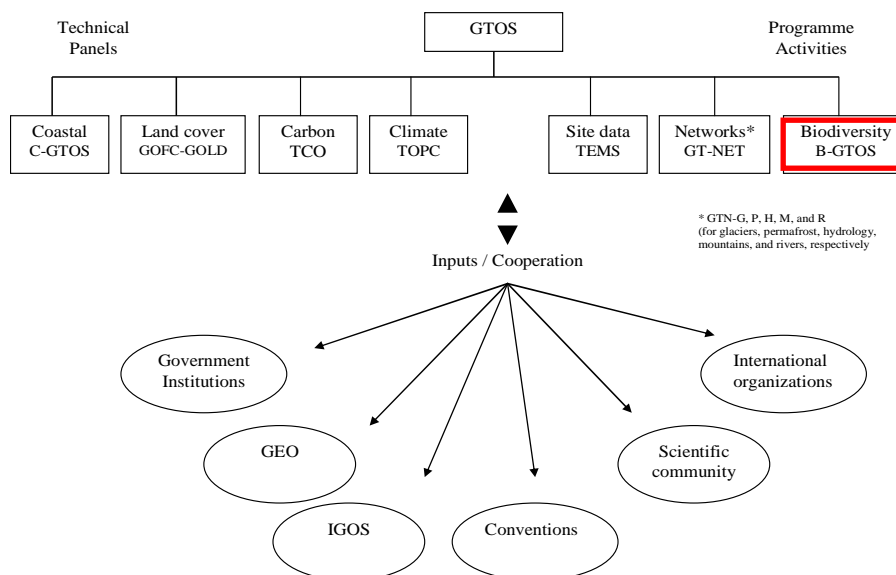 Technical
Panels
GTOS
Programme
Activities
Coastal
C-GTOS
Land cover
GOFC-GOLD
Carbon
TCO
Climate
TOPC
Site data
TEMS
Networks*
GT-NET
Biodiversity
B-GTOS
* GTN-G, P, H, M, and R
(for glaciers, permafrost, hydrology,
mountains, and rivers, respectively
Inputs / Cooperation
Government
Institutions
International
organizations
GEO
Scientific
community
IGOS
Conventions